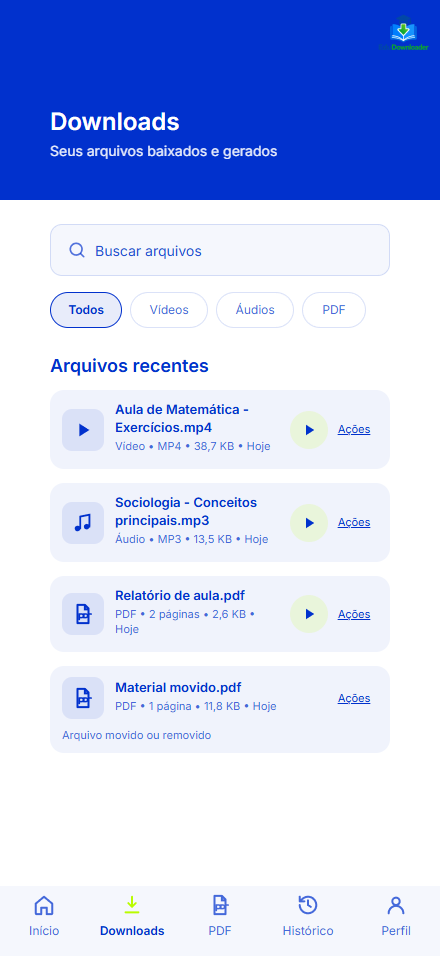 Downloader
Downloads
Seus arquivos baixados e gerados
Buscar arquivos
Todos
Vídeos
Áudios
PDF
Arquivos recentes
Aula de Matemática -
Exercícios.mp4
Vídeo • MP4 • 38,7 KB • Hoje
Ações
Sociologia - Conceitos
principais.mp3
Áudio • MP3 • 13,5 KB • Hoje
Ações
Relatório de aula.pdf
PDF • 2 páginas • 2,6 KB •
Hoje
Ações
Material movido.pdf
PDF • 1 página • 11,8 KB • Hoje
Ações
Arquivo movido ou removido
Início
Downloads
PDF
Histórico
Perfil